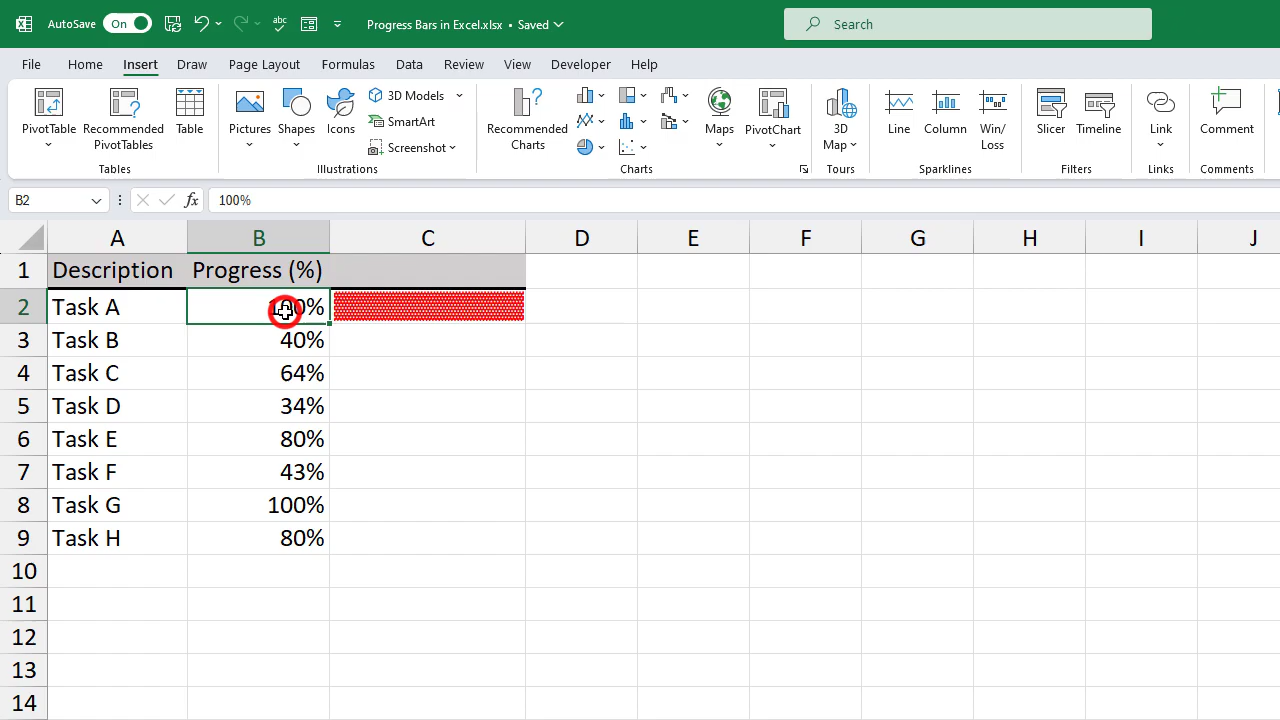 AutoSave On abc Progress Bars in Excel.xlsx • Saved Search
File Home Insert Draw Page Layout Formulas Data Review View Developer Help
PivotTable Recommended PivotTables Table
Tables
Pictures Shapes Icons 3D Models SmartArt Screenshot
Illustrations
Recommended Charts Maps PivotChart
Charts
3D Map
Tours
Line Column Win/Loss
Sparklines
Slicer Timeline
Filters
Link
Links
Comment
Comments
B2 fx 100%
A B C D E F G H I J
1 Description Progress (%)
2 Task A 100%
3 Task B 40%
4 Task C 64%
5 Task D 34%
6 Task E 80%
7 Task F 43%
8 Task G 100%
9 Task H 80%
10
11
12
13
14